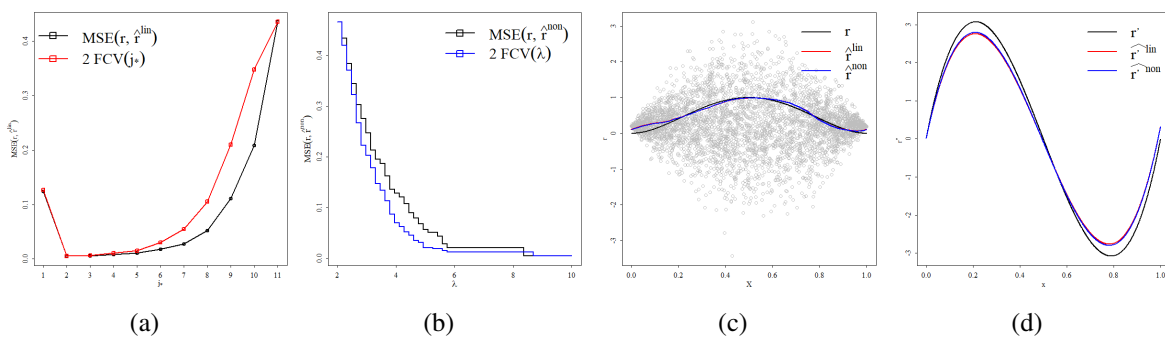 MSE(r, r̂^lin)
2 FCV(j*)
MSE(r, r̂^lin)
0.0 0.1 0.2 0.3 0.4
1 2 3 4 5 6 7 8 9 10 11
j*
(a)
MSE(r, r̂^non)
2 FCV(λ)
MSE(r, r̂^non)
0.0 0.1 0.2 0.3 0.4
2 4 6 8 10
λ
(b)
r
r̂^lin
r̂^non
r
-3 -2 -1 0 1 2 3
0.0 0.2 0.4 0.6 0.8 1.0
X
(c)
r'
r̂'^lin
r̂'^non
r'
-3 -2 -1 0 1 2 3
0.0 0.2 0.4 0.6 0.8 1.0
x
(d)